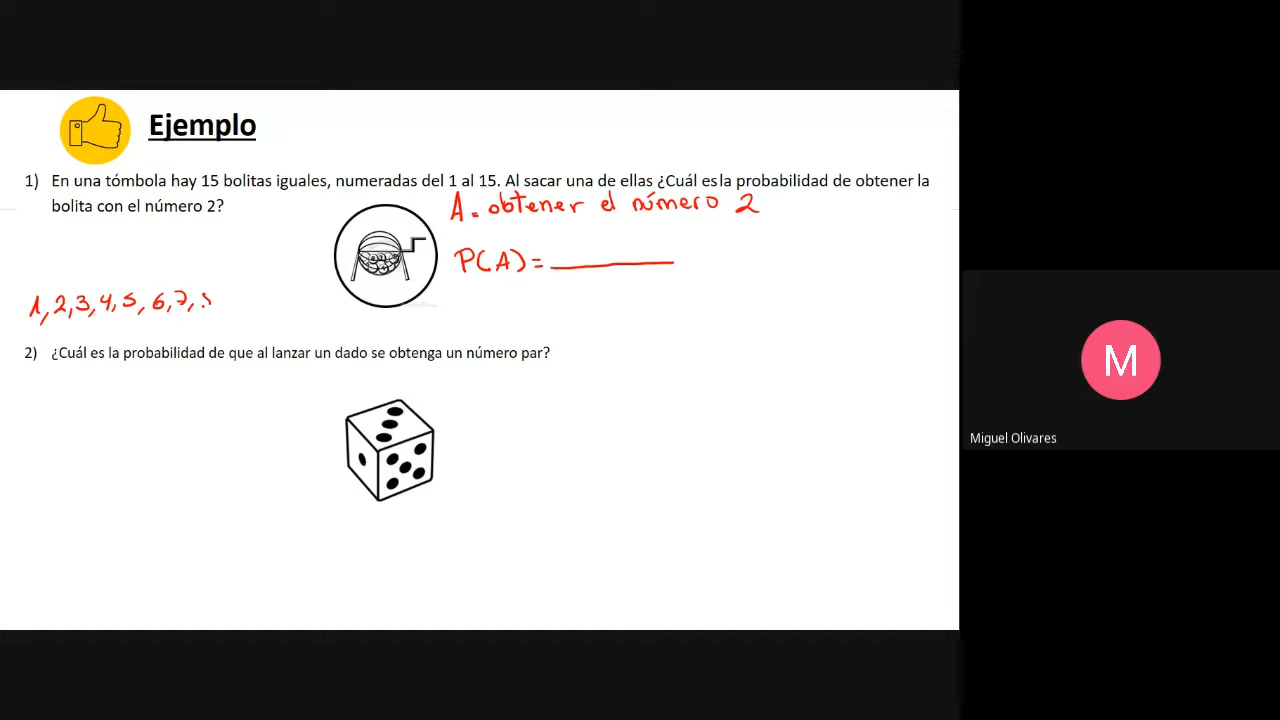 Ejemplo
1) En una tómbola hay 15 bolitas iguales, numeradas del 1 al 15. Al sacar una de ellas ¿Cuál es la probabilidad de obtener la
bolita con el número 2?
A = obtener el número 2
P(A) =
1, 2, 3, 4, 5, 6, 7,
2) ¿Cuál es la probabilidad de que al lanzar un dado se obtenga un número par?
M
Miguel Olivares